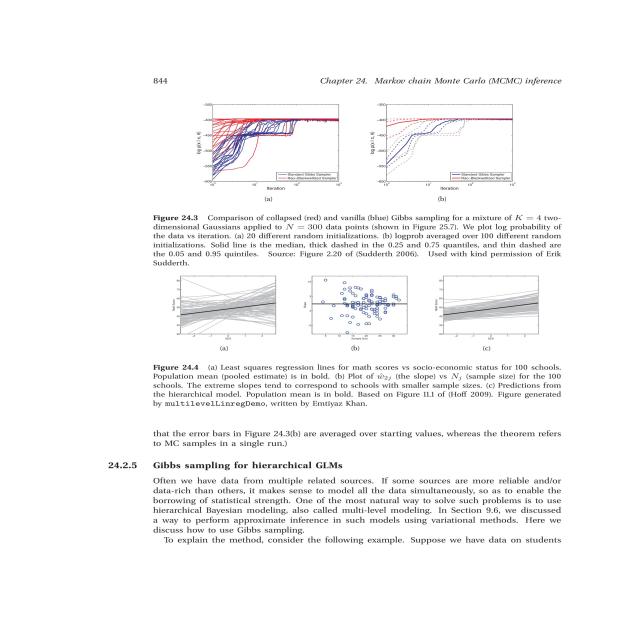 844 Chapter 24. Markov chain Monte Carlo (MCMC) inference
log p(x | π, θ)
Standard Gibbs Sampler
Rao-Blackwellized Sampler
Iteration
(a)
log p(x | π, θ)
Standard Gibbs Sampler
Rao-Blackwellized Sampler
Iteration
(b)
Figure 24.3 Comparison of collapsed (red) and vanilla (blue) Gibbs sampling for a mixture of K = 4 two-
dimensional Gaussians applied to N = 300 data points (shown in Figure 25.7). We plot log probability of
the data vs iteration. (a) 20 different random initializations. (b) logprob averaged over 100 different random
initializations. Solid line is the median, thick dashed in the 0.25 and 0.75 quantiles, and thin dashed are
the 0.05 and 0.95 quintiles. Source: Figure 2.20 of (Sudderth 2006). Used with kind permission of Erik
Sudderth.
(a)
(b)
(c)
Figure 24.4 (a) Least squares regression lines for math scores vs socio-economic status for 100 schools.
Population mean (pooled estimate) is in bold. (b) Plot of ŵ2j (the slope) vs Nj (sample size) for the 100
schools. The extreme slopes tend to correspond to schools with smaller sample sizes. (c) Predictions from
the hierarchical model. Population mean is in bold. Based on Figure 11.1 of (Hoff 2009). Figure generated
by multilevelLinregDemo, written by Emtiyaz Khan.
that the error bars in Figure 24.3(b) are averaged over starting values, whereas the theorem refers
to MC samples in a single run.)
24.2.5 Gibbs sampling for hierarchical GLMs
Often we have data from multiple related sources. If some sources are more reliable and/or
data-rich than others, it makes sense to model all the data simultaneously, so as to enable the
borrowing of statistical strength. One of the most natural way to solve such problems is to use
hierarchical Bayesian modeling, also called multi-level modeling. In Section 9.6, we discussed
a way to perform approximate inference in such models using variational methods. Here we
discuss how to use Gibbs sampling.
To explain the method, consider the following example. Suppose we have data on students